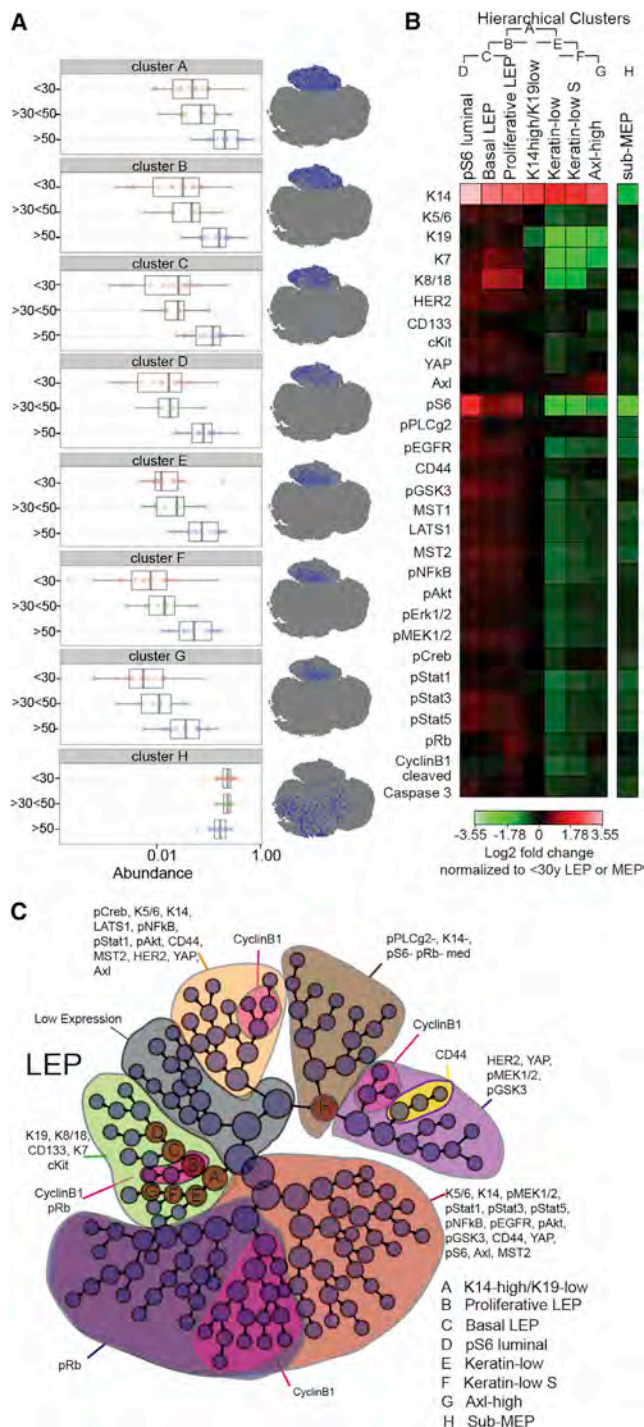 A
cluster A
<30
>30<50
>50
cluster B
<30
>30<50
>50
cluster C
<30
>30<50
>50
cluster D
<30
>30<50
>50
cluster E
<30
>30<50
>50
cluster F
<30
>30<50
>50
cluster G
<30
>30<50
>50
cluster H
<30
>30<50
>50
0.01 1.00
Abundance
B
Hierarchical Clusters
A
B E
C F
D G H
pS6 luminal
Basal LEP
Proliferative LEP
K14high/K19low
Keratin-low
Keratin-low S
Axl-high
sub-MEP
K14
K5/6
K19
K7
K8/18
HER2
CD133
cKit
YAP
Axl
pS6
pPLCg2
pEGFR
CD44
pGSK3
MST1
LATS1
MST2
pNFkB
pAkt
pErk1/2
pMEK1/2
pCreb
pStat1
pStat3
pStat5
pRb
CyclinB1
cleaved
Caspase 3
-3.55 -1.78 0 1.78 3.55
Log2 fold change
normalized to <30y LEP or MEP
C
pCreb, K5/6, K14,
LATS1, pNFkB,
pStat1, pAkt, CD44,
MST2, HER2, YAP,
Axl
CyclinB1
pPLCg2-, K14-,
pS6- pRb- med
Low Expression
LEP
CyclinB1
CD44
HER2, YAP,
pMEK1/2,
pGSK3
H
K19, K8/18,
CD133, K7
cKit
CyclinB1
pRb
D
C
B
A
G F E
K5/6, K14, pMEK1/2,
pStat1, pStat3, pStat5,
pNFkB, pEGFR, pAkt,
pGSK3, CD44, YAP,
pS6, Axl, MST2
pRb
CyclinB1
A K14-high/K19-low
B Proliferative LEP
C Basal LEP
D pS6 luminal
E Keratin-low
F Keratin-low S
G Axl-high
H Sub-MEP